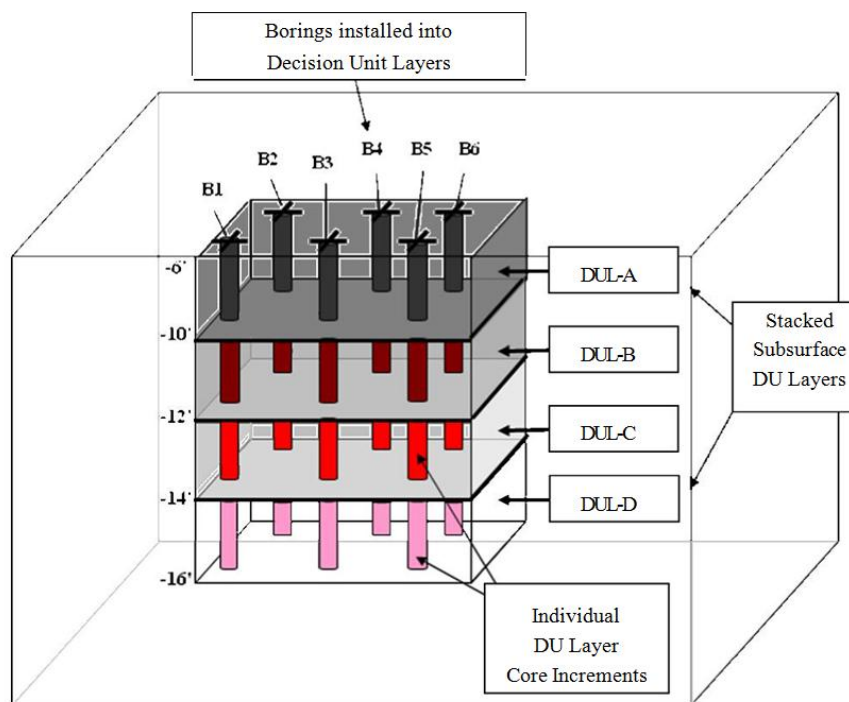 Borings installed into
Decision Unit Layers
B1
B2
B3
B4
B5
B6
-6'
DUL-A
-10'
DUL-B
Stacked
Subsurface
DU Layers
-12'
DUL-C
-14'
DUL-D
-16'
Individual
DU Layer
Core Increments